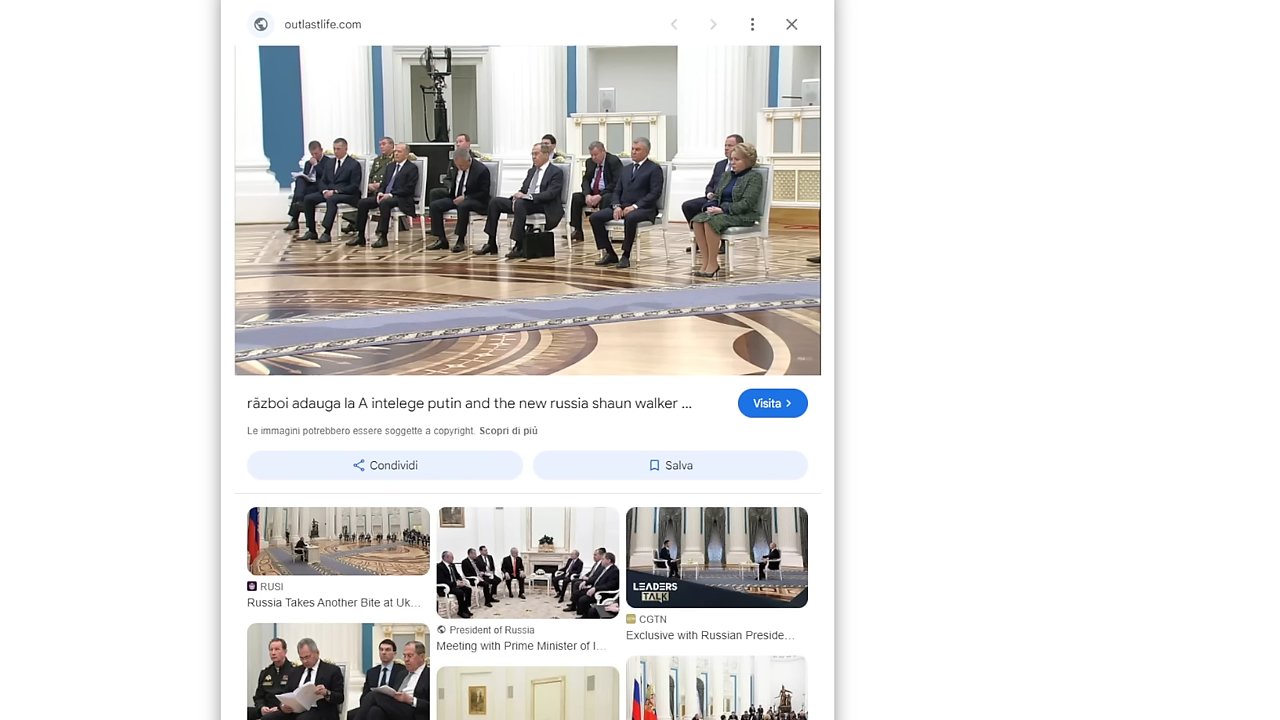 outlastlife.com
război adauga la A intelege putin and the new russia shaun walker ...
Visita
Le immagini potrebbero essere soggette a copyright. Scopri di più
Condividi
Salva
RUSI
Russia Takes Another Bite at Uk...
LEADERS
TALK
President of Russia
Meeting with Prime Minister of I...
CGTN
Exclusive with Russian Preside...